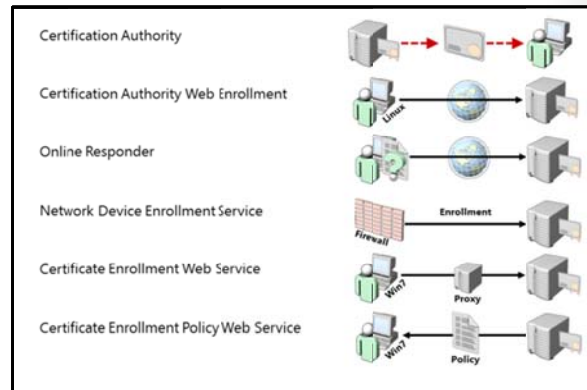 Certification Authority
Certification Authority Web Enrollment
Linux
Online Responder
Network Device Enrollment Service
Enrollment
Firewall
Certificate Enrollment Web Service
Win7
Proxy
Certificate Enrollment Policy Web Service
Win7
Policy